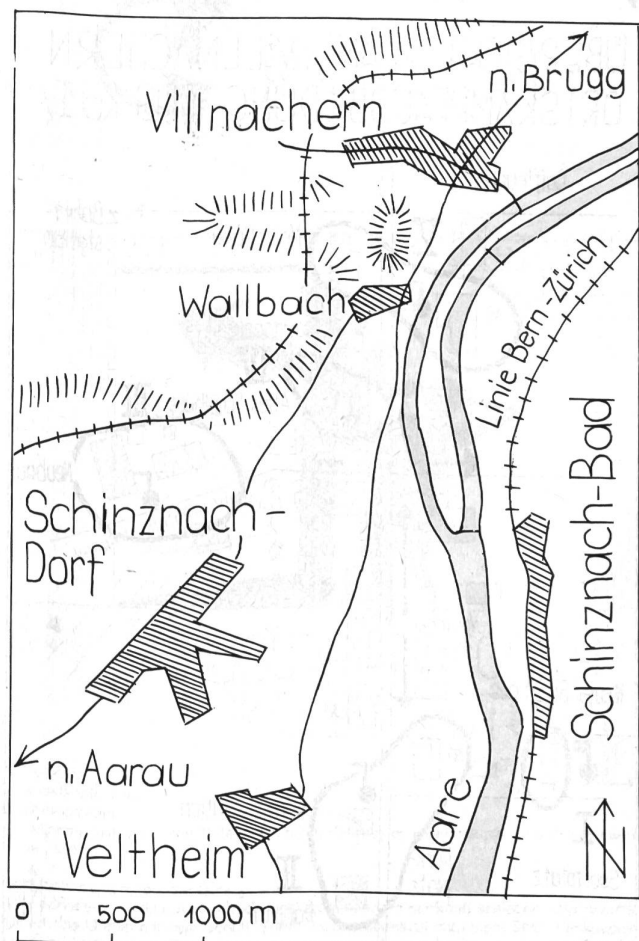 n. Brugg
Villnachern
Wallbach
Linie Bern-Zürich
Schinznach-
Dorf
Schinznach-Bad
n. Aarau
Veltheim
Aare
N
0 500 1000 m